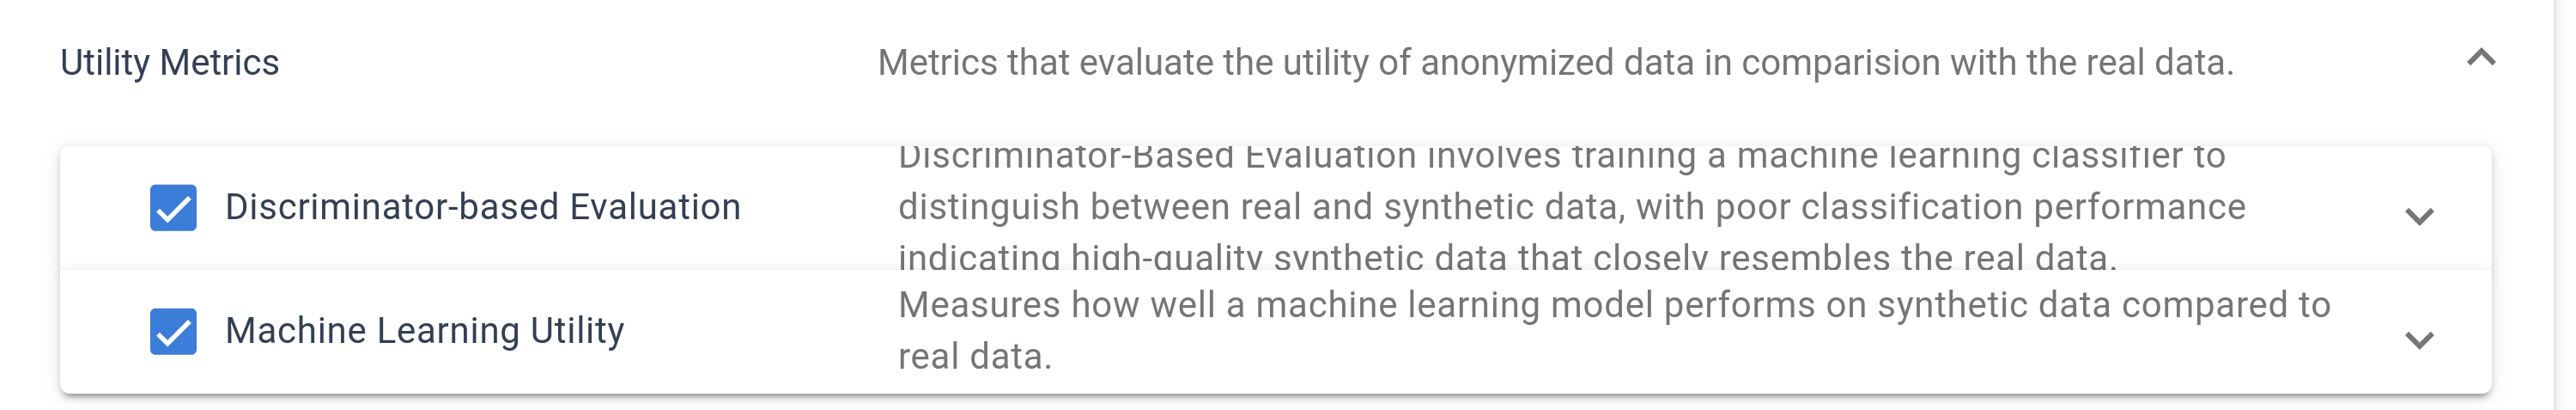 Utility Metrics
Metrics that evaluate the utility of anonymized data in comparision with the real data.
Discriminator-based Evaluation
Discriminator-Based Evaluation involves training a machine learning classifier to
distinguish between real and synthetic data, with poor classification performance
indicating high-quality synthetic data that closely resembles the real data.
Machine Learning Utility
Measures how well a machine learning model performs on synthetic data compared to
real data.